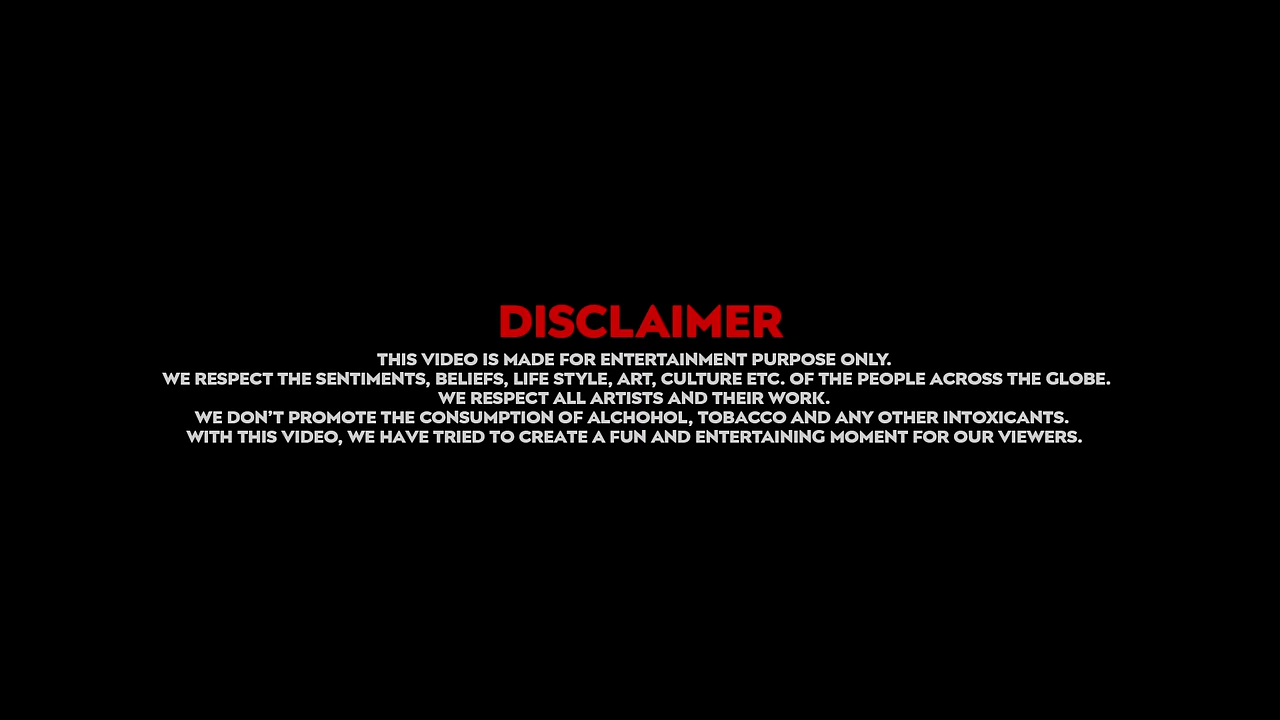 DISCLAIMER
THIS VIDEO IS MADE FOR ENTERTAINMENT PURPOSE ONLY.
WE RESPECT THE SENTIMENTS, BELIEFS, LIFE STYLE, ART, CULTURE ETC. OF THE PEOPLE ACROSS THE GLOBE.
WE RESPECT ALL ARTISTS AND THEIR WORK.
WE DON'T PROMOTE THE CONSUMPTION OF ALCHOHOL, TOBACCO AND ANY OTHER INTOXICANTS.
WITH THIS VIDEO, WE HAVE TRIED TO CREATE A FUN AND ENTERTAINING MOMENT FOR OUR VIEWERS.